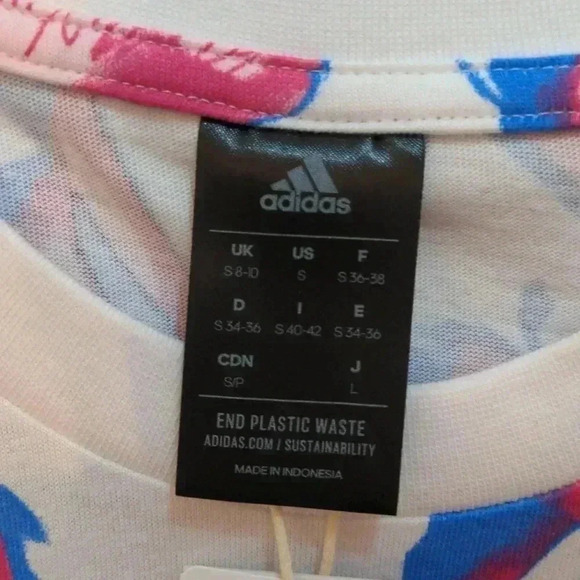 adidas
UK US F
S 8-10 S S 36-38
D I E
S 34-36 S 40-42 S 34-36
CDN J
S/P L
END PLASTIC WASTE
ADIDAS.COM / SUSTAINABILITY
MADE IN INDONESIA